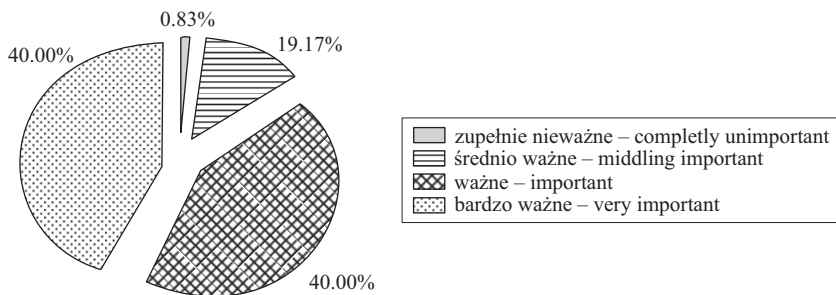 0.83%
19.17%
40.00%
40.00%
zupełnie nieważne – completly unimportant
średnio ważne – middling important
ważne – important
bardzo ważne – very important